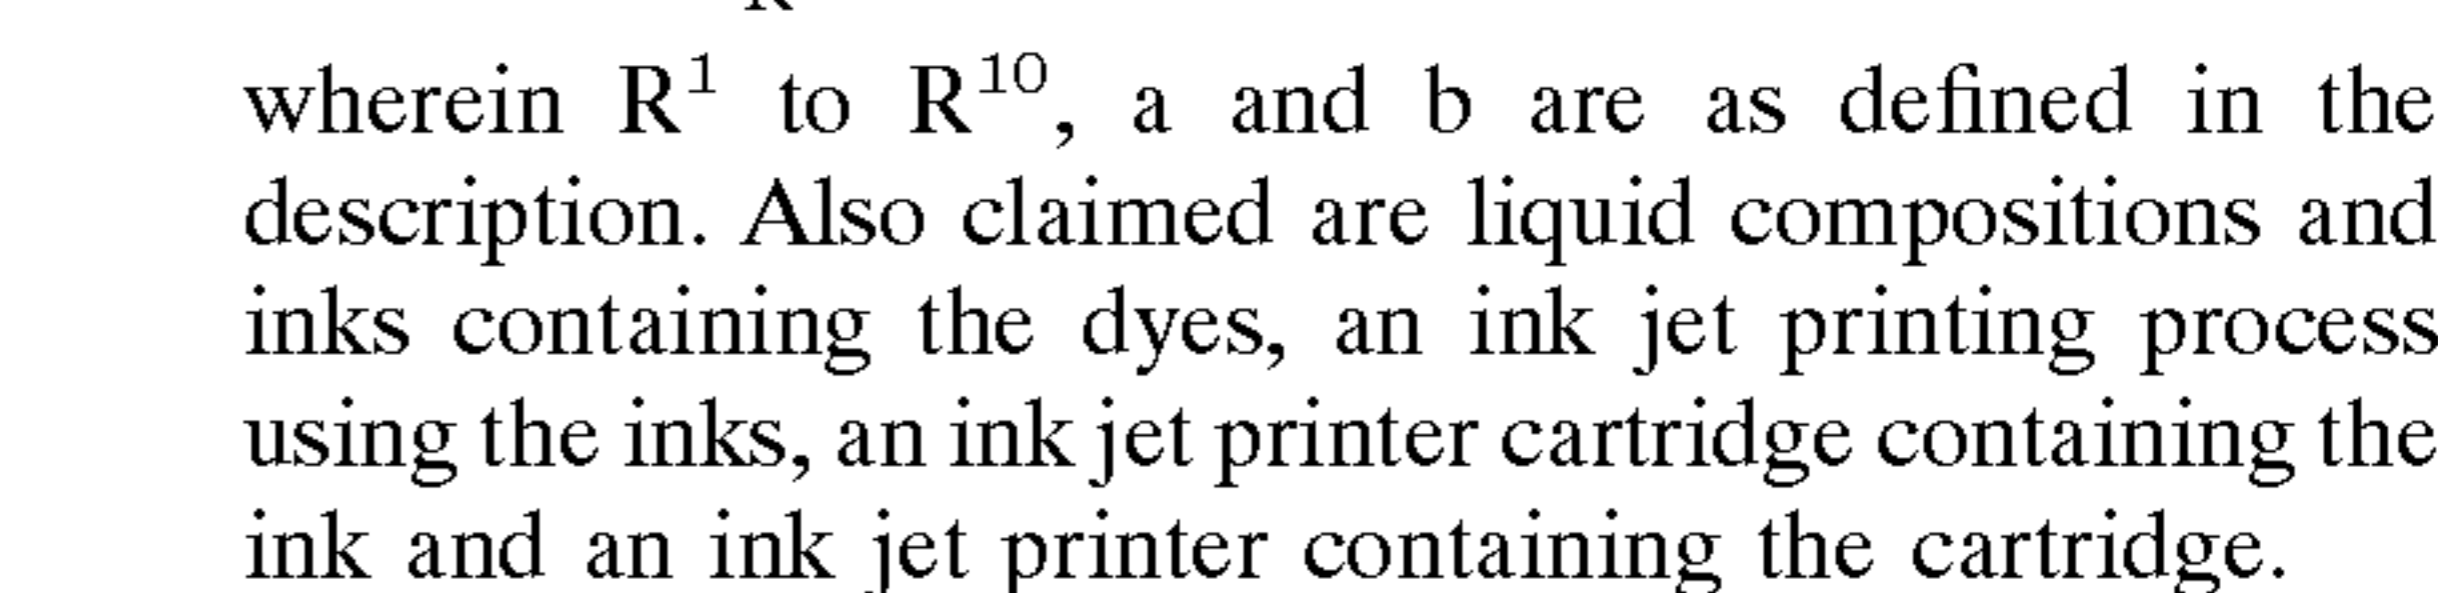 wherein R¹ to R¹⁰, a and b are as defined in the
description. Also claimed are liquid compositions and
inks containing the dyes, an ink jet printing process
using the inks, an ink jet printer cartridge containing the
ink and an ink jet printer containing the cartridge.